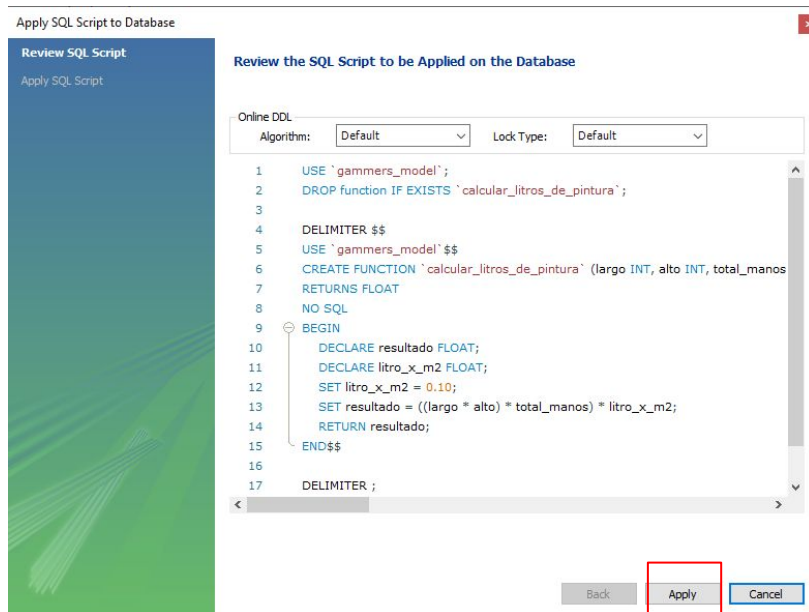 Apply SQL Script to Database
Review SQL Script
Apply SQL Script
Review the SQL Script to be Applied on the Database
Online DDL
Algorithm: Default Lock Type: Default
1 USE `gammers_model`;
2 DROP function IF EXISTS `calcular_litros_de_pintura`;
3
4 DELIMITER $$
5 USE `gammers_model`$$
6 CREATE FUNCTION `calcular_litros_de_pintura` (largo INT, alto INT, total_manos
7 RETURNS FLOAT
8 NO SQL
9 BEGIN
10 DECLARE resultado FLOAT;
11 DECLARE litro_x_m2 FLOAT;
12 SET litro_x_m2 = 0.10;
13 SET resultado = ((largo * alto) * total_manos) * litro_x_m2;
14 RETURN resultado;
15 END$$
16
17 DELIMITER ;
Back Apply Cancel